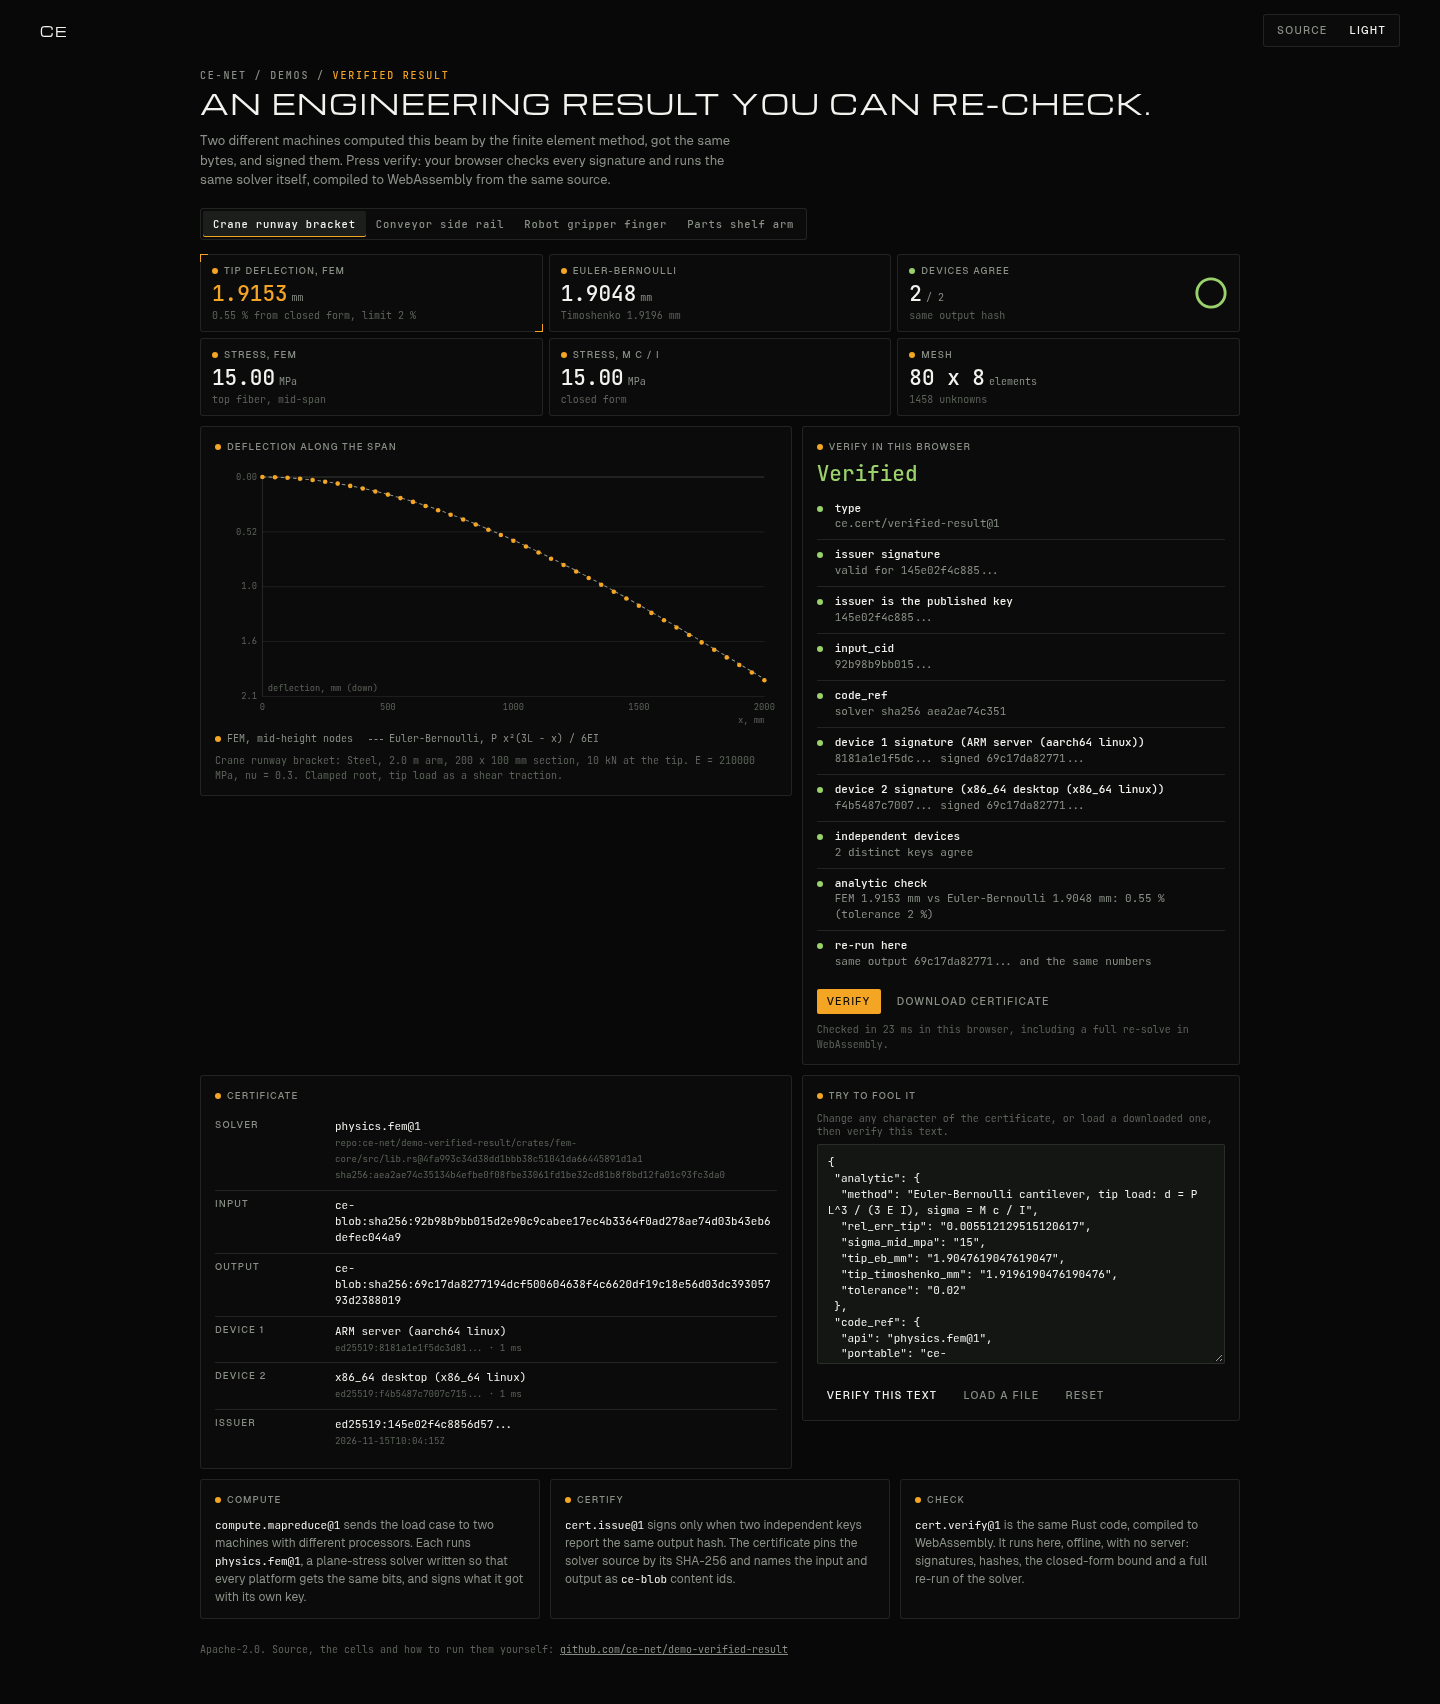 CE
SOURCE LIGHT
CE-NET / DEMOS / VERIFIED RESULT
AN ENGINEERING RESULT YOU CAN RE-CHECK.
Two different machines computed this beam by the finite element method, got the same
bytes, and signed them. Press verify: your browser checks every signature and runs the
same solver itself, compiled to WebAssembly from the same source.
Crane runway bracket Conveyor side rail Robot gripper finger Parts shelf arm
TIP DEFLECTION, FEM
1.9153 mm
0.55 % from closed form, limit 2 %
EULER-BERNOULLI
1.9048 mm
Timoshenko 1.9196 mm
DEVICES AGREE
2 / 2
same output hash
STRESS, FEM
15.00 MPa
top fiber, mid-span
STRESS, M C / I
15.00 MPa
closed form
MESH
80 x 8 elements
1458 unknowns
DEFLECTION ALONG THE SPAN
0.00
0.52
1.0
1.6
2.1
deflection, mm (down)
0 500 1000 1500 2000
x, mm
FEM, mid-height nodes --- Euler-Bernoulli, P x²(3L - x) / 6EI
Crane runway bracket: Steel, 2.0 m arm, 200 x 100 mm section, 10 kN at the tip. E = 210000
MPa, nu = 0.3. Clamped root, tip load as a shear traction.
VERIFY IN THIS BROWSER
Verified
type
ce.cert/verified-result@1
issuer signature
valid for 145e02f4c885...
issuer is the published key
145e02f4c885...
input_cid
92b98b9bb015...
code_ref
solver sha256 aea2ae74c351
device 1 signature (ARM server (aarch64 linux))
8181a1e1f5dc... signed 69c17da82771...
device 2 signature (x86_64 desktop (x86_64 linux))
f4b5487c7007... signed 69c17da82771...
independent devices
2 distinct keys agree
analytic check
FEM 1.9153 mm vs Euler-Bernoulli 1.9048 mm: 0.55 %
(tolerance 2 %)
re-run here
same output 69c17da82771... and the same numbers
VERIFY DOWNLOAD CERTIFICATE
Checked in 23 ms in this browser, including a full re-solve in
WebAssembly.
CERTIFICATE
SOLVER
physics.fem@1
repo:ce-net/demo-verified-result/crates/fem-
core/src/lib.rs@4fa993c34d38dd1bbb38c51041da66445891d1a1
sha256:aea2ae74c35134b4efbe0f08fbe33061fd1be32cd81b8f8bd12fa01c93fc3da0
INPUT
ce-
blob:sha256:92b98b9bb015d2e90c9cabee17ec4b3364f0ad278ae74d03b43eb6
defec044a9
OUTPUT
ce-
blob:sha256:69c17da8277194dcf500604638f4c6620df19c18e56d03dc393057
93d2388019
DEVICE 1
ARM server (aarch64 linux)
ed25519:8181a1e1f5dc3d81... · 1 ms
DEVICE 2
x86_64 desktop (x86_64 linux)
ed25519:f4b5487c7007c715... · 1 ms
ISSUER
ed25519:145e02f4c8856d57...
2026-11-15T10:04:15Z
TRY TO FOOL IT
Change any character of the certificate, or load a downloaded one,
then verify this text.
{
"analytic": {
"method": "Euler-Bernoulli cantilever, tip load: d = P
L^3 / (3 E I), sigma = M c / I",
"rel_err_tip": "0.005512129515120617",
"sigma_mid_mpa": "15",
"tip_eb_mm": "1.9047619047619047",
"tip_timoshenko_mm": "1.9196190476190476",
"tolerance": "0.02"
},
"code_ref": {
"api": "physics.fem@1",
"portable": "ce-
VERIFY THIS TEXT LOAD A FILE RESET
COMPUTE
compute.mapreduce@1 sends the load case to two
machines with different processors. Each runs
physics.fem@1, a plane-stress solver written so that
every platform gets the same bits, and signs what it got
with its own key.
CERTIFY
cert.issue@1 signs only when two independent keys
report the same output hash. The certificate pins the
solver source by its SHA-256 and names the input and
output as ce-blob content ids.
CHECK
cert.verify@1 is the same Rust code, compiled to
WebAssembly. It runs here, offline, with no server:
signatures, hashes, the closed-form bound and a full
re-run of the solver.
Apache-2.0. Source, the cells and how to run them yourself: github.com/ce-net/demo-verified-result